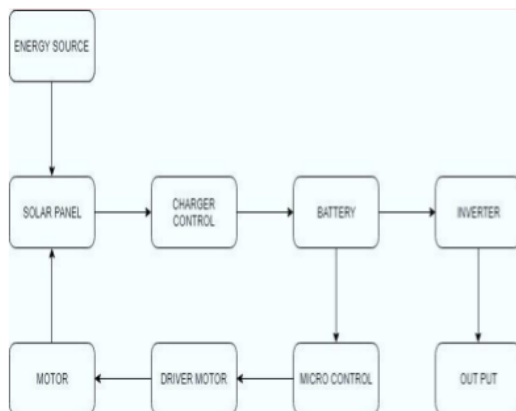 ENERGY SOURCE
SOLAR PANEL
CHARGER
CONTROL
BATTERY
INVERTER
MOTOR
DRIVER MOTOR
MICRO CONTROL
OUT PUT